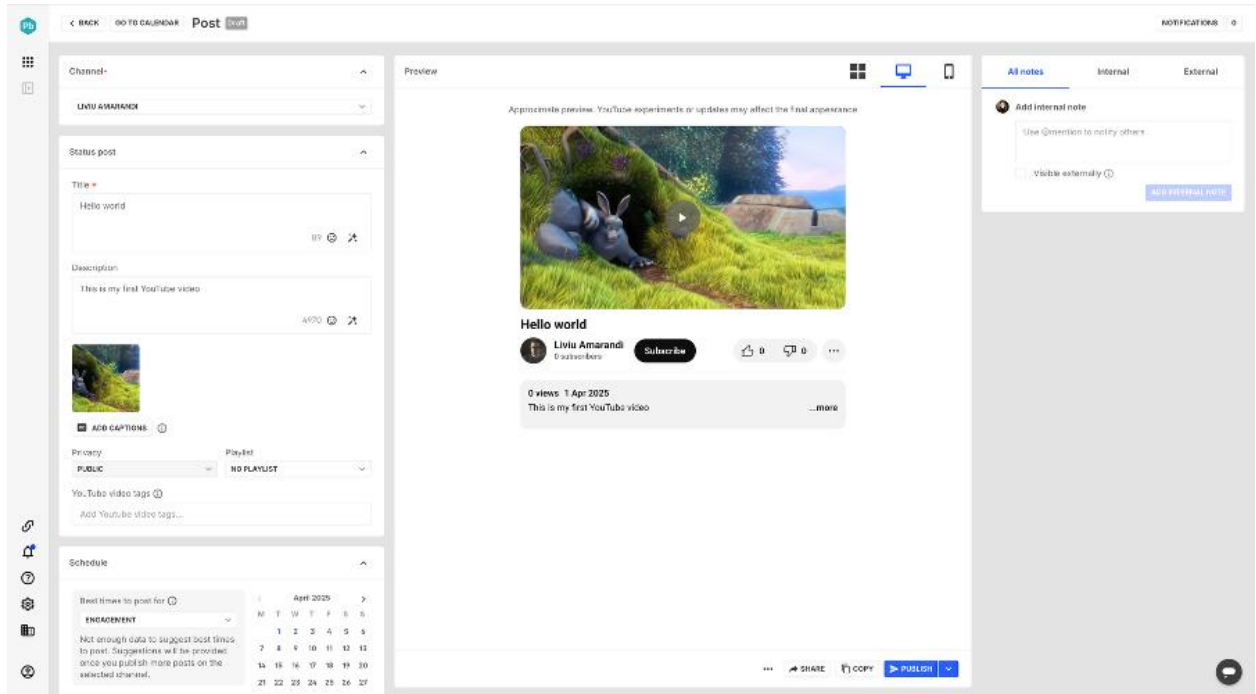 Pb
< BACK GO TO CALENDAR Post Draft
NOTIFICATIONS 0
Channel*
LIVIU AMARANDI
Status post
Title *
Hello world
89
Description
This is my first YouTube video
4970
ADD CAPTIONS
Privacy Playlist
PUBLIC NO PLAYLIST
YouTube video tags
Add Youtube video tags...
Schedule
Best times to post for
ENGAGEMENT
Not enough data to suggest best times
to post. Suggestions will be provided
once you publish more posts on the
selected channel.
April 2025
M T W T F S S
1 2 3 4 5 6
7 8 9 10 11 12 13
14 15 16 17 18 19 20
21 22 23 24 25 26 27
Preview
Approximate preview. YouTube experiments or updates may affect the final appearance
Hello world
Liviu Amarandi
0 subscribers
Subscribe
0 0 ...
0 views 1 Apr 2025
This is my first YouTube video ...more
... SHARE COPY PUBLISH
All notes Internal External
Add internal note
Use @mention to notify others
Visible externally
ADD INTERNAL NOTE